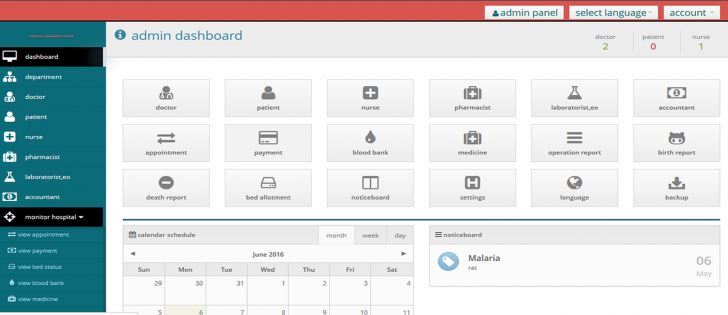 admin panel
select language
account
admin dashboard
doctor
2
patient
0
nurse
1
dashboard
department
doctor
patient
nurse
pharmacist
laboratorist,eo
accountant
monitor hospital
view appointment
view payment
view bed status
view blood bank
view medicine
doctor
patient
nurse
pharmacist
laboratorist,eo
accountant
appointment
payment
blood bank
medicine
operation report
birth report
death report
bed allotment
noticeboard
settings
language
backup
calendar schedule
month
week
day
June 2016
Sun Mon Tue Wed Thu Fri Sat
29 30 31 1 2 3 4
5 6 7 8 9 10 11
noticeboard
Malaria
rat
06
May